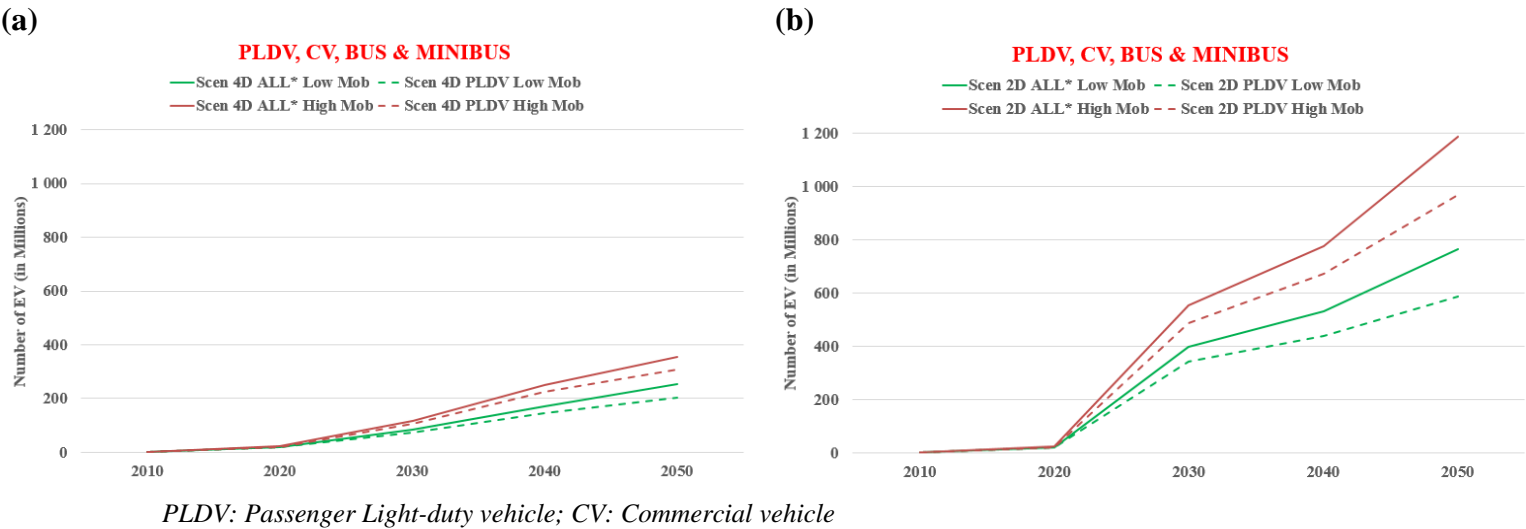 (a)
PLDV, CV, BUS & MINIBUS
Scen 4D ALL* Low Mob
Scen 4D PLDV Low Mob
Scen 4D ALL* High Mob
Scen 4D PLDV High Mob
Number of EV (in Millions)
1 200
1 000
800
600
400
200
0
2010 2020 2030 2040 2050
(b)
PLDV, CV, BUS & MINIBUS
Scen 2D ALL* Low Mob
Scen 2D PLDV Low Mob
Scen 2D ALL* High Mob
Scen 2D PLDV High Mob
Number of EV (in Millions)
1 200
1 000
800
600
400
200
0
2010 2020 2030 2040 2050
PLDV: Passenger Light-duty vehicle; CV: Commercial vehicle